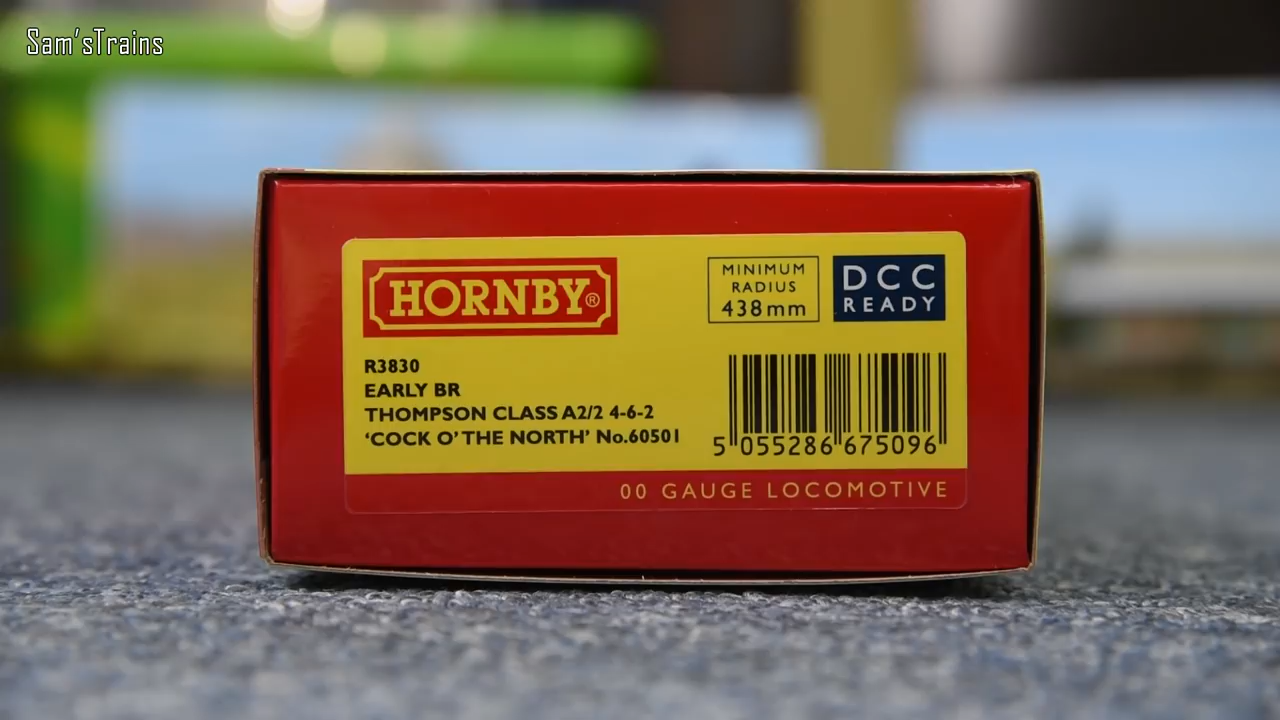 Sam'sTrains
HORNBY®
MINIMUM
RADIUS
438mm
DCC
READY
R3830
EARLY BR
THOMPSON CLASS A2/2 4-6-2
‘COCK O’ THE NORTH’ No.60501
5 055286 675096
00 GAUGE LOCOMOTIVE